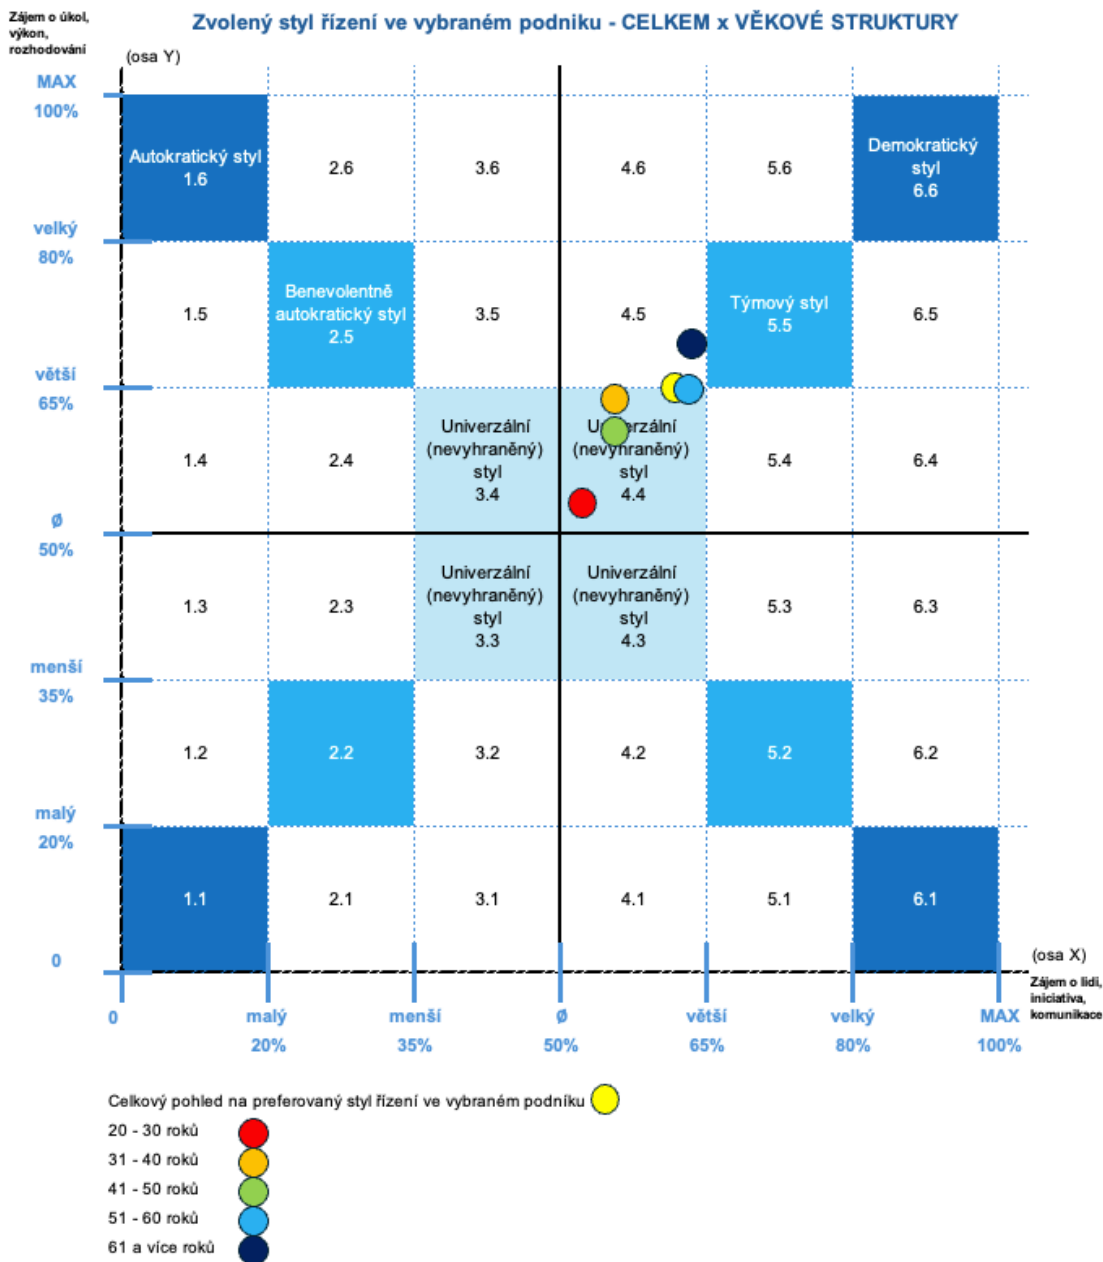 Zájem o úkol,
výkon,
rozhodování
Zvolený styl řízení ve vybraném podniku - CELKEM x VĚKOVÉ STRUKTURY
(osa Y)
MAX
100%
Autokratický styl
1.6
2.6
3.6
4.6
5.6
Demokratický
styl
6.6
velký
80%
1.5
Benevolentně
autokratický styl
2.5
3.5
4.5
Týmový styl
5.5
6.5
větší
65%
1.4
2.4
Univerzální
(nevyhraněný)
styl
3.4
Univerzální
(nevyhraněný)
styl
4.4
5.4
6.4
Ø
50%
1.3
2.3
Univerzální
(nevyhraněný)
styl
3.3
Univerzální
(nevyhraněný)
styl
4.3
5.3
6.3
menší
35%
1.2
2.2
3.2
4.2
5.2
6.2
malý
20%
1.1
2.1
3.1
4.1
5.1
6.1
0
(osa X)
Zájem o lidi,
iniciativa,
komunikace
0
malý
20%
menší
35%
Ø
50%
větší
65%
velký
80%
MAX
100%
Celkový pohled na preferovaný styl řízení ve vybraném podníku
20 - 30 roků
31 - 40 roků
41 - 50 roků
51 - 60 roků
61 a více roků